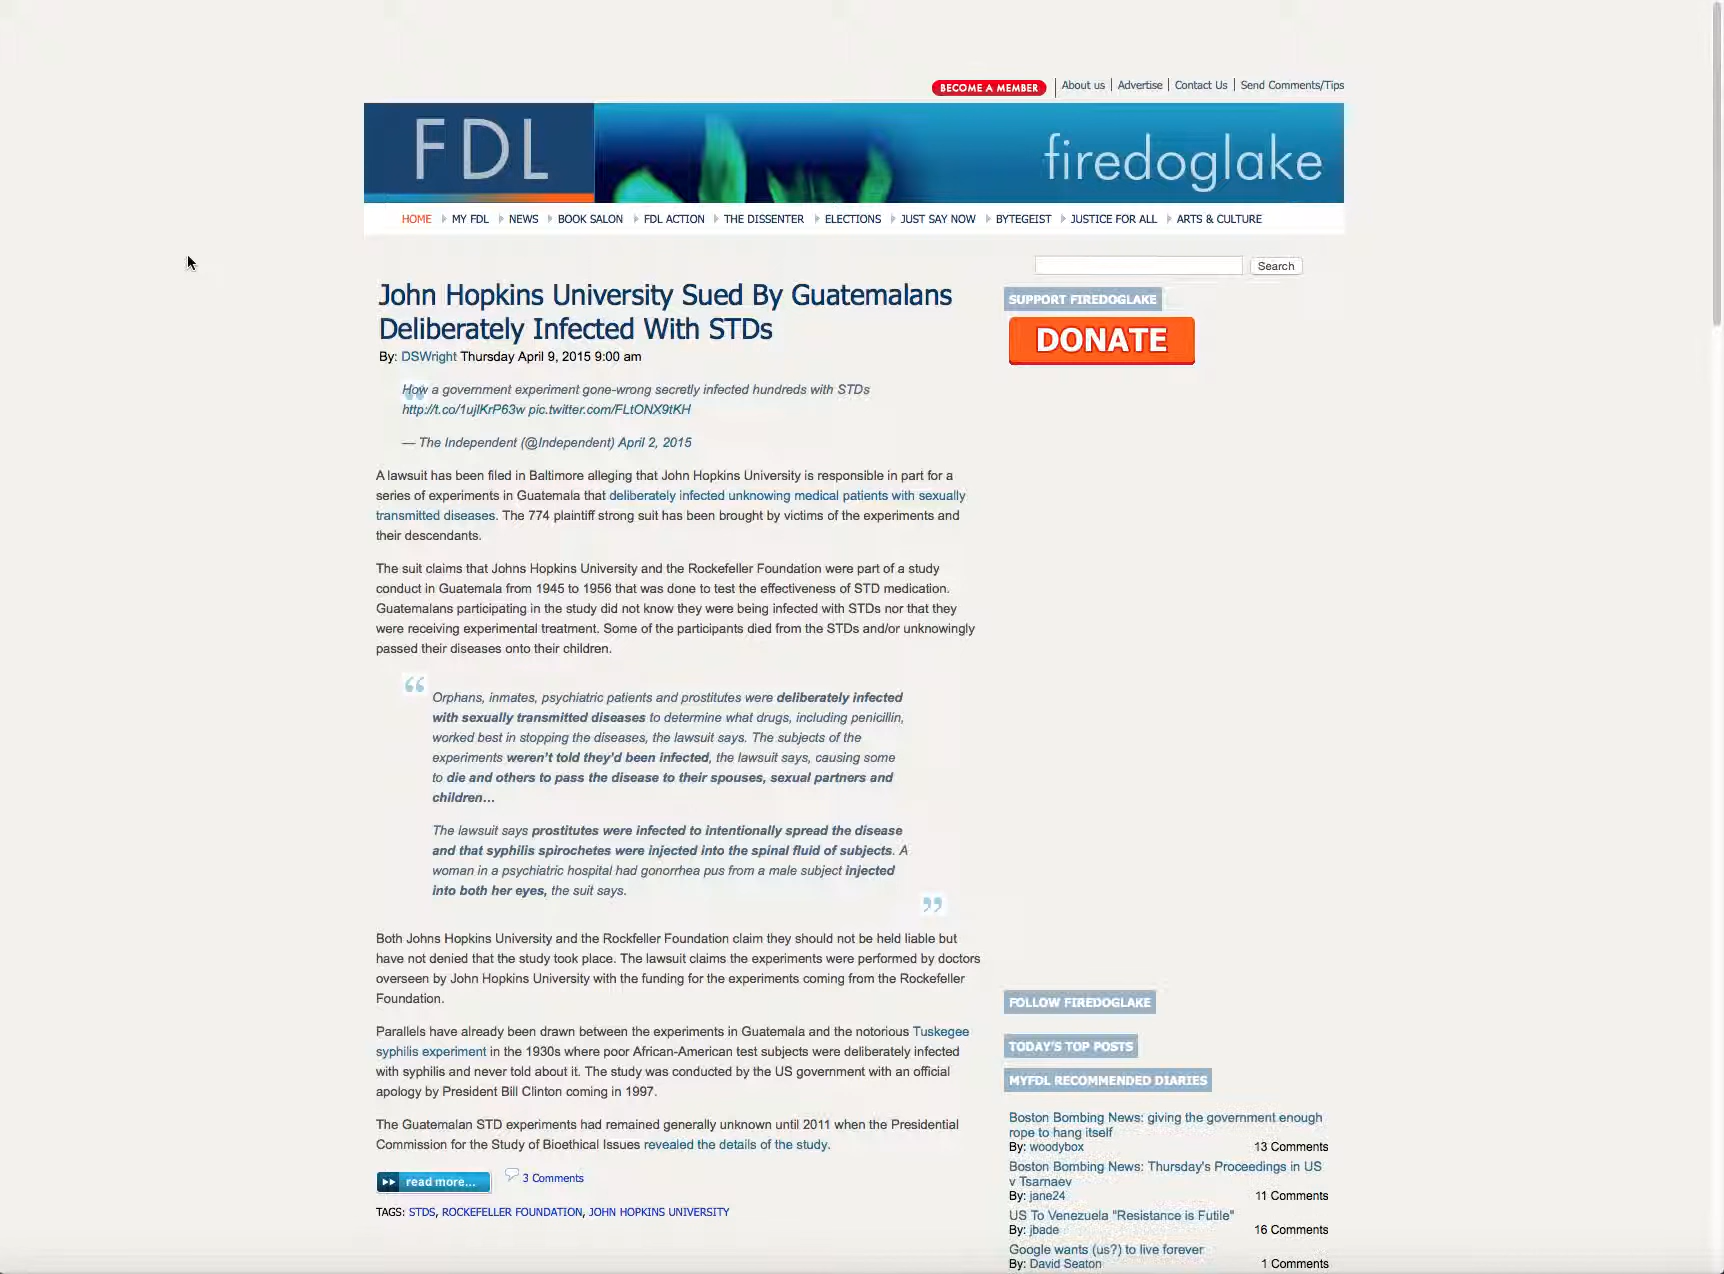 BECOME A MEMBER About us Advertise Contact Us Send Comments/Tips
FDL
firedoglake
HOME MY FDL NEWS BOOK SALON FDL ACTION THE DISSENTER ELECTIONS JUST SAY NOW BYTEGEIST JUSTICE FOR ALL ARTS & CULTURE
Search
John Hopkins University Sued By Guatemalans
Deliberately Infected With STDs
By: DSWright Thursday April 9, 2015 9:00 am
How a government experiment gone-wrong secretly infected hundreds with STDs
http://t.co/1ujlKrP63w pic.twitter.com/FLtONX9tKH
— The Independent (@Independent) April 2, 2015
A lawsuit has been filed in Baltimore alleging that John Hopkins University is responsible in part for a
series of experiments in Guatemala that deliberately infected unknowing medical patients with sexually
transmitted diseases. The 774 plaintiff strong suit has been brought by victims of the experiments and
their descendants.
The suit claims that Johns Hopkins University and the Rockefeller Foundation were part of a study
conduct in Guatemala from 1945 to 1956 that was done to test the effectiveness of STD medication.
Guatemalans participating in the study did not know they were being infected with STDs nor that they
were receiving experimental treatment. Some of the participants died from the STDs and/or unknowingly
passed their diseases onto their children.
“
Orphans, inmates, psychiatric patients and prostitutes were deliberately infected
with sexually transmitted diseases to determine what drugs, including penicillin,
worked best in stopping the diseases, the lawsuit says. The subjects of the
experiments weren't told they'd been infected, the lawsuit says, causing some
to die and others to pass the disease to their spouses, sexual partners and
children…
The lawsuit says prostitutes were infected to intentionally spread the disease
and that syphilis spirochetes were injected into the spinal fluid of subjects. A
woman in a psychiatric hospital had gonorrhea pus from a male subject injected
into both her eyes, the suit says.
”
Both Johns Hopkins University and the Rockfeller Foundation claim they should not be held liable but
have not denied that the study took place. The lawsuit claims the experiments were performed by doctors
overseen by John Hopkins University with the funding for the experiments coming from the Rockefeller
Foundation.
Parallels have already been drawn between the experiments in Guatemala and the notorious Tuskegee
syphilis experiment in the 1930s where poor African-American test subjects were deliberately infected
with syphilis and never told about it. The study was conducted by the US government with an official
apology by President Bill Clinton coming in 1997.
The Guatemalan STD experiments had remained generally unknown until 2011 when the Presidential
Commission for the Study of Bioethical Issues revealed the details of the study.
read more... 3 Comments
TAGS: STDS, ROCKEFELLER FOUNDATION, JOHN HOPKINS UNIVERSITY
SUPPORT FIREDOGLAKE
DONATE
FOLLOW FIREDOGLAKE
TODAY'S TOP POSTS
MYFDL RECOMMENDED DIARIES
Boston Bombing News: giving the government enough
rope to hang itself
By: woodybox 13 Comments
Boston Bombing News: Thursday's Proceedings in US
v Tsarnaev
By: jane24 11 Comments
US To Venezuela "Resistance is Futile"
By: jbade 16 Comments
Google wants (us?) to live forever
By: David Seaton 1 Comments